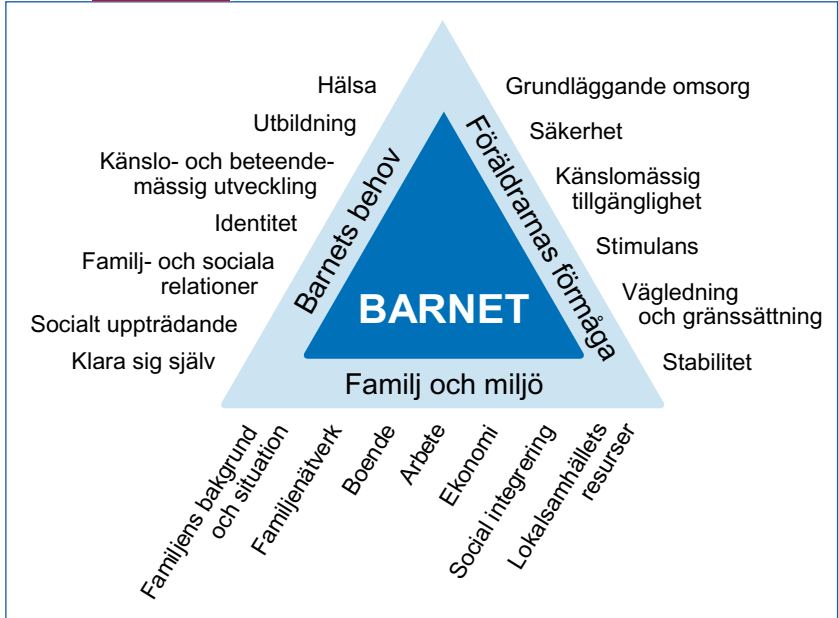 Hälsa
Utbildning
Känslo- och beteende-
mässig utveckling
Identitet
Familj- och sociala
relationer
Socialt uppträdande
Klara sig själv
Barnets behov
BARNET
Föräldrarnas förmåga
Familj och miljö
Grundläggande omsorg
Säkerhet
Känslomässig
tillgänglighet
Stimulans
Vägledning
och gränssättning
Stabilitet
Familjens bakgrund
och situation
Familjenätverk
Boende
Arbete
Ekonomi
Social integrering
Lokalsamhällets
resurser